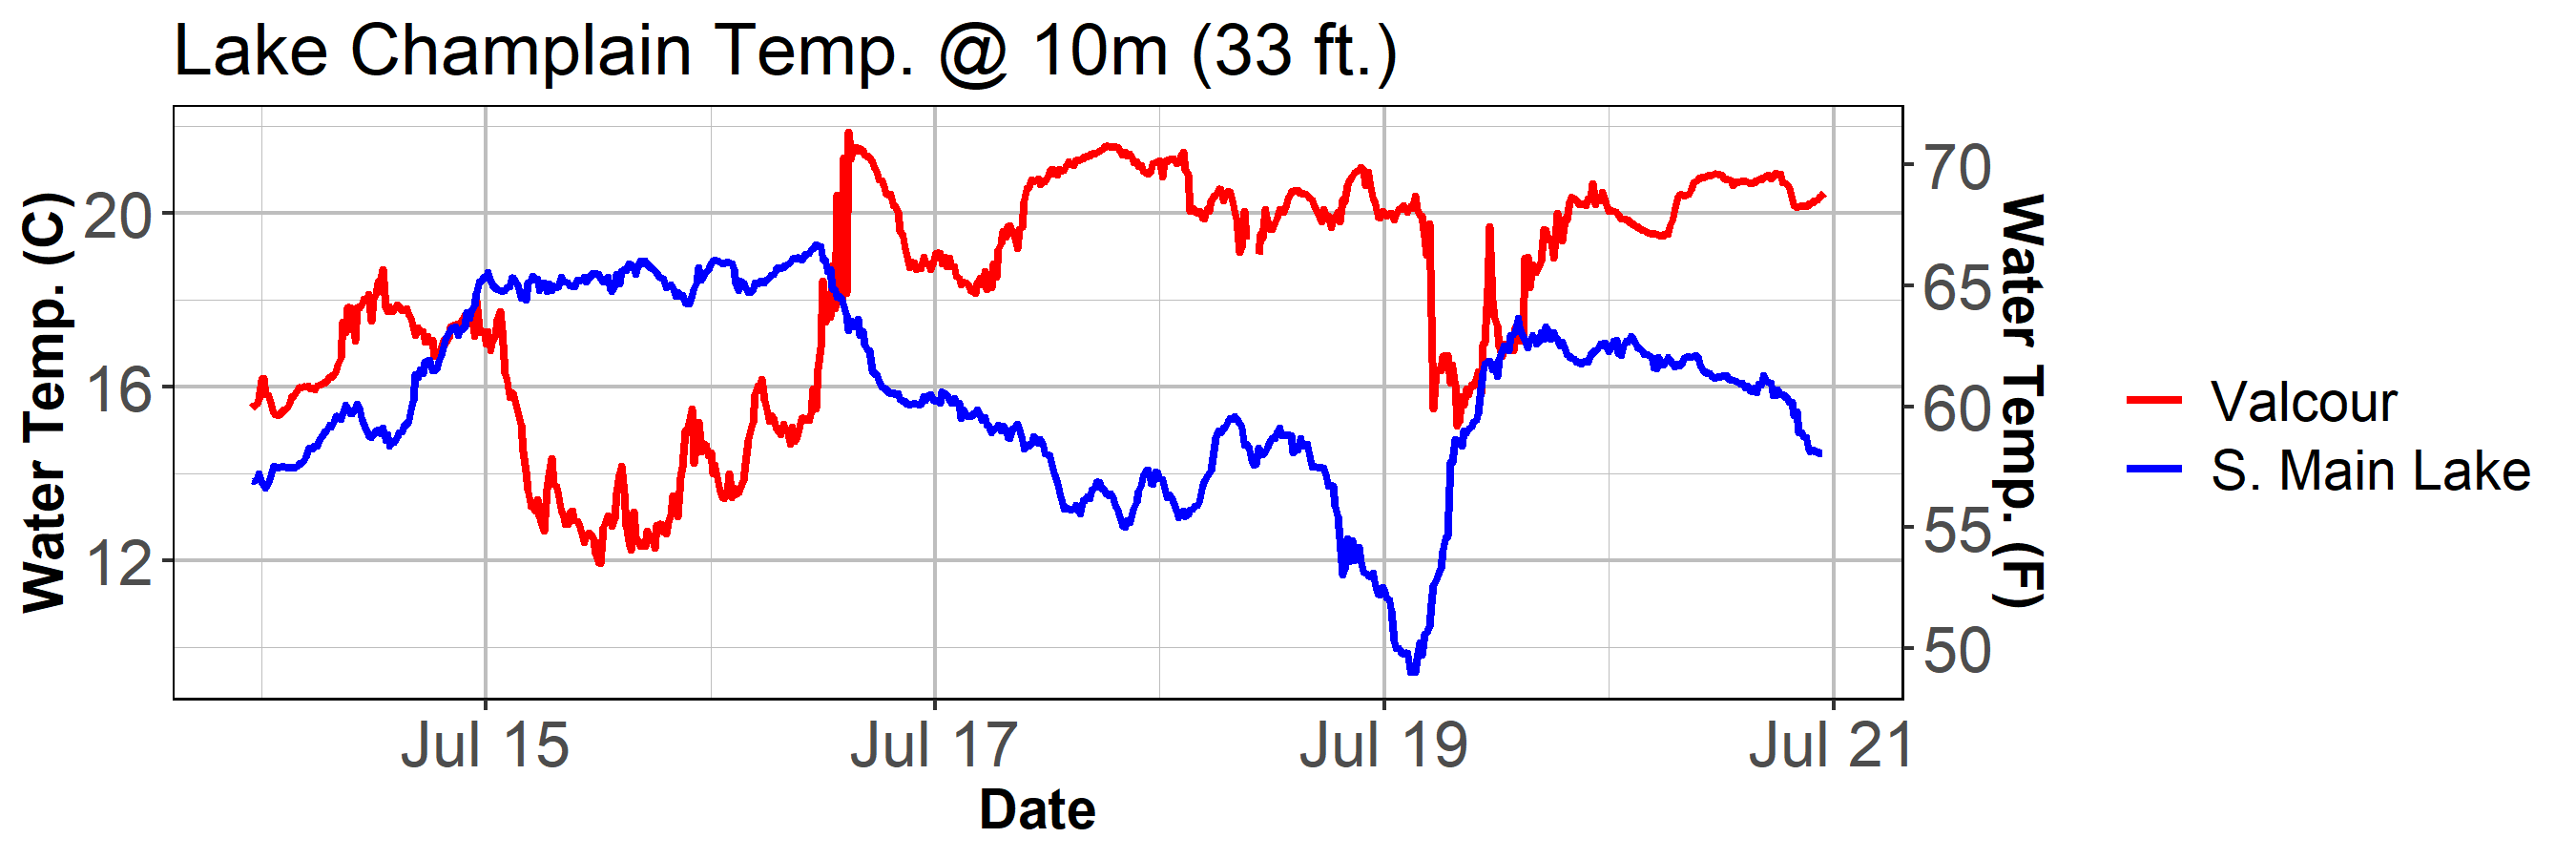 Lake Champlain Temp. @ 10m (33 ft.)
Water Temp. (C)
20
16
12
70
65
60
55
50
Water Temp. (F)
Jul 15
Jul 17
Jul 19
Jul 21
Date
Valcour
S. Main Lake